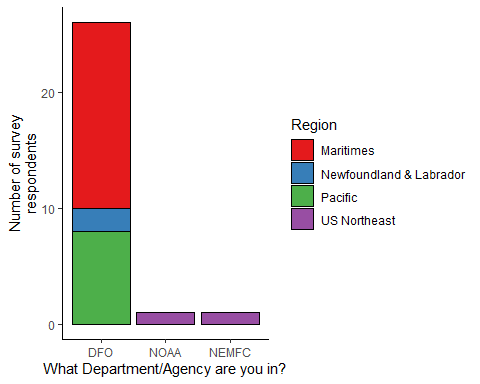 Number of survey
respondents
20
10
0
DFO
NOAA
NEMFC
What Department/Agency are you in?
Region
Maritimes
Newfoundland & Labrador
Pacific
US Northeast